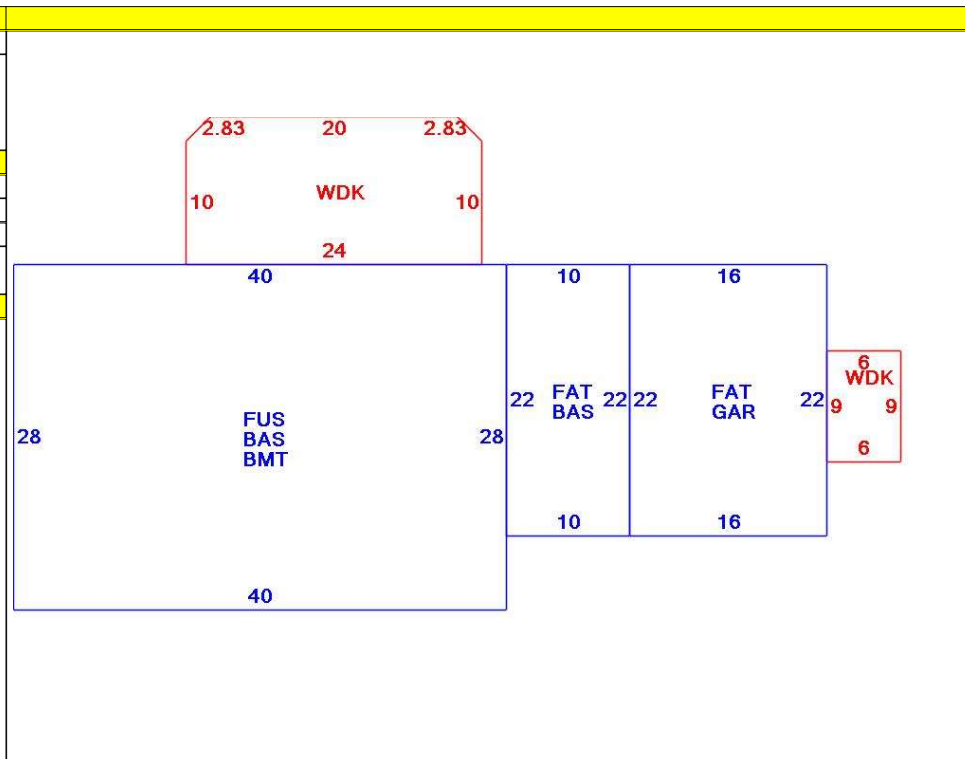 2.83 20 2.83
10 WDK 10
24
40 10 16
6
WDK
9 9
6
22 FAT 22 22 FAT 22
BAS GAR
28 FUS 28
BAS
BMT
10 16
40